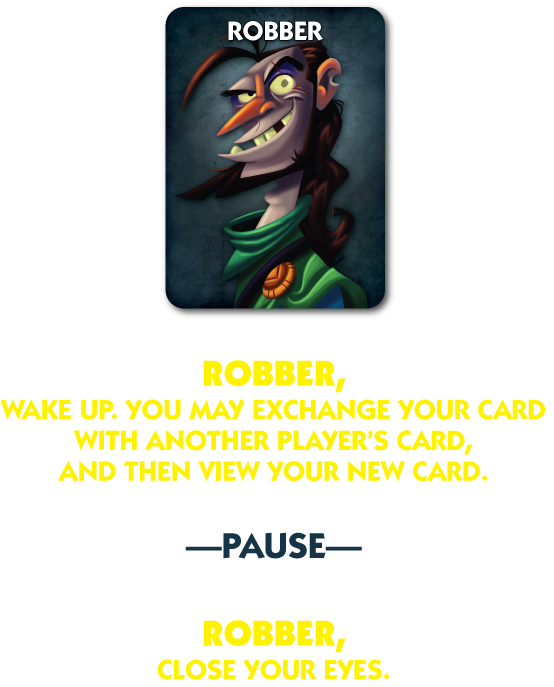 ROBBER
ROBBER,
WAKE UP. YOU MAY EXCHANGE YOUR CARD
WITH ANOTHER PLAYER’S CARD,
AND THEN VIEW YOUR NEW CARD.
—PAUSE—
ROBBER,
CLOSE YOUR EYES.